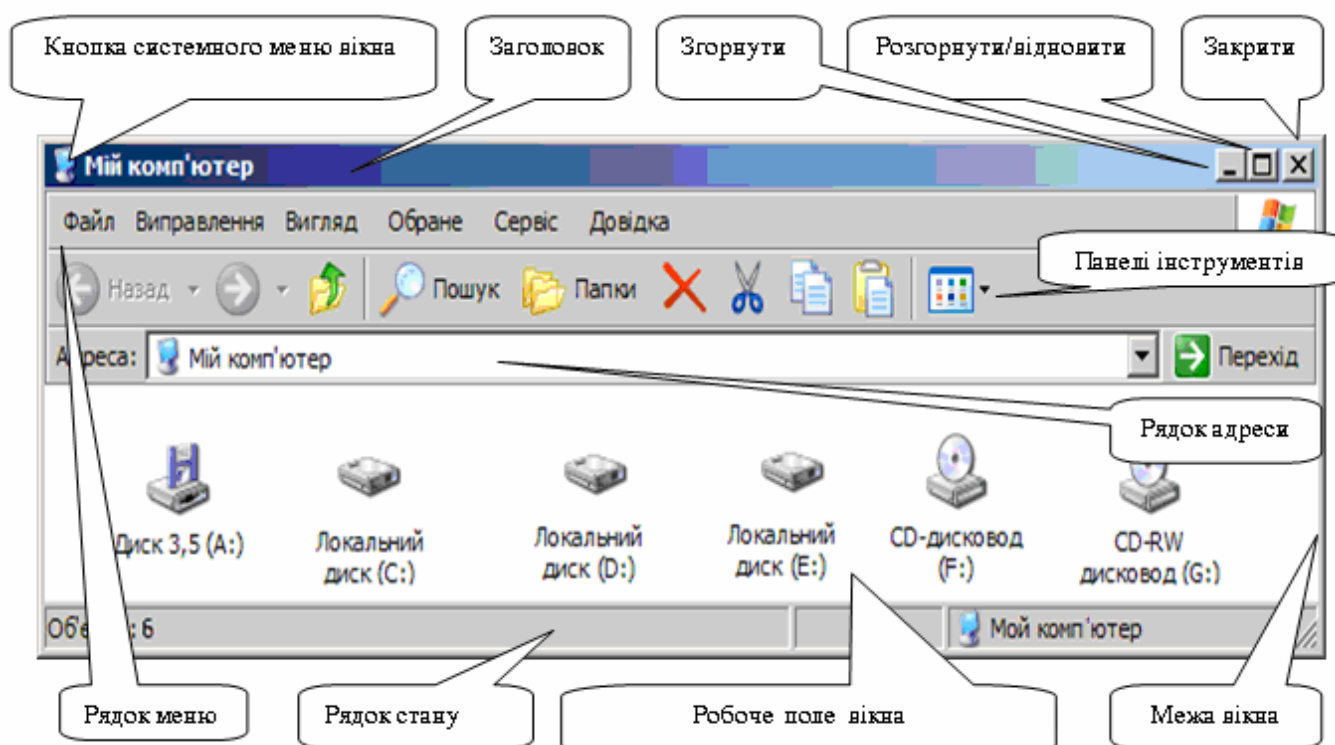 Кнопка системного меню вікна
Заголовок
Згорнути
Розгорнути/відновити
Закрити
Мій комп'ютер
Файл Виправлення Вигляд Обране Сервіс Довідка
Панелі інструментів
Назад Пошук Папки
Адреса: Мій комп'ютер Перехід
Рядок адреси
Диск 3,5 (A:)
Локальний
диск (C:)
Локальний
диск (D:)
Локальний
диск (E:)
CD-дисковод
(F:)
CD-RW
дисковод (G:)
: 6
Мой комп'ютер
Рядок меню
Рядок стану
Робоче поле вікна
Межа вікна